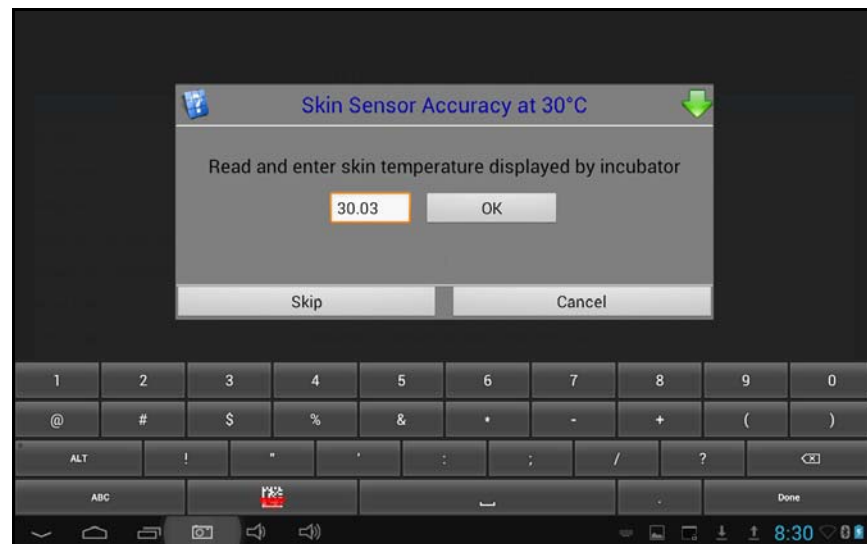 Skin Sensor Accuracy at 30°C
Read and enter skin temperature displayed by incubator
30.03 OK
Skip Cancel
1 2 3 4 5 6 7 8 9 0
@ # $ % & * - + ( )
ALT ! " ' : ; / ?
ABC . Done
8:30